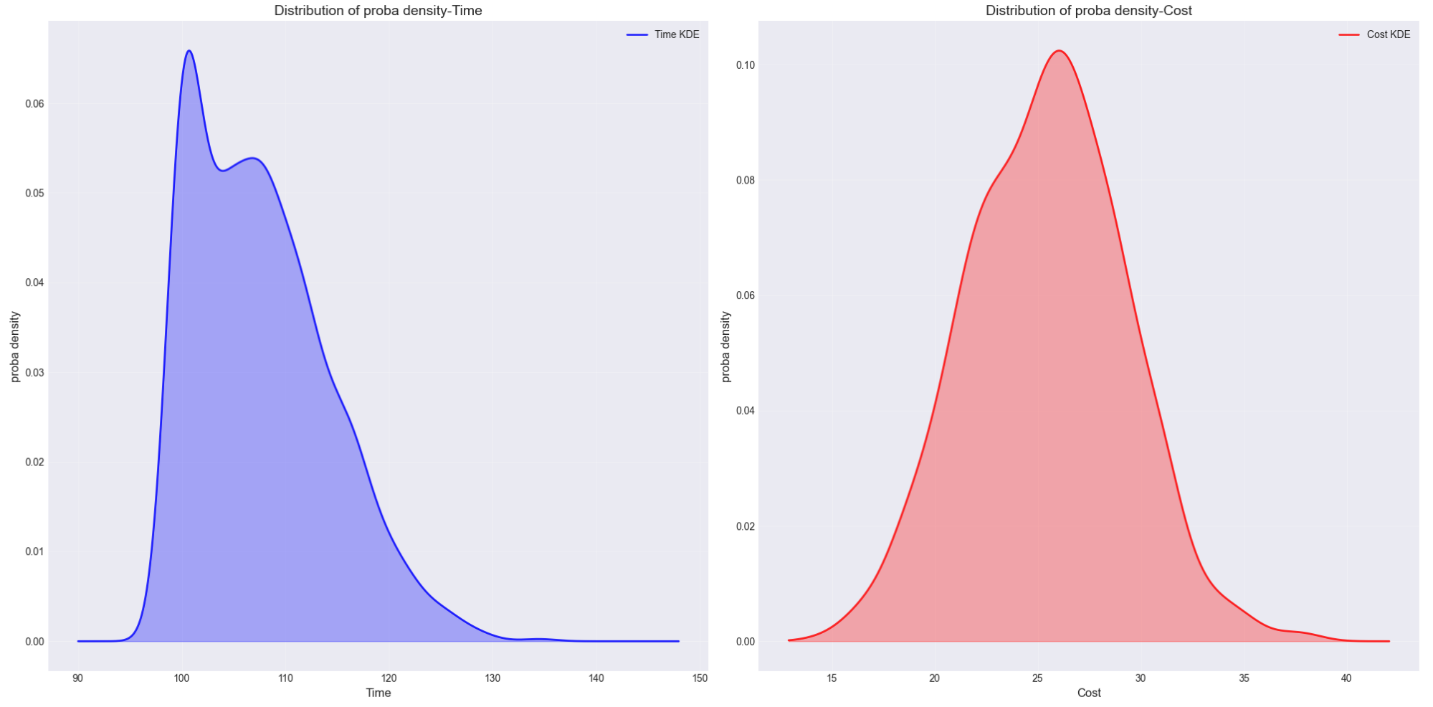 Distribution of proba density-Time
Time KDE
0.06
0.05
0.04
0.03
0.02
0.01
0.00
proba density
90 100 110 120 130 140 150
Time
Distribution of proba density-Cost
Cost KDE
0.10
0.08
0.06
0.04
0.02
0.00
proba density
15 20 25 30 35 40
Cost